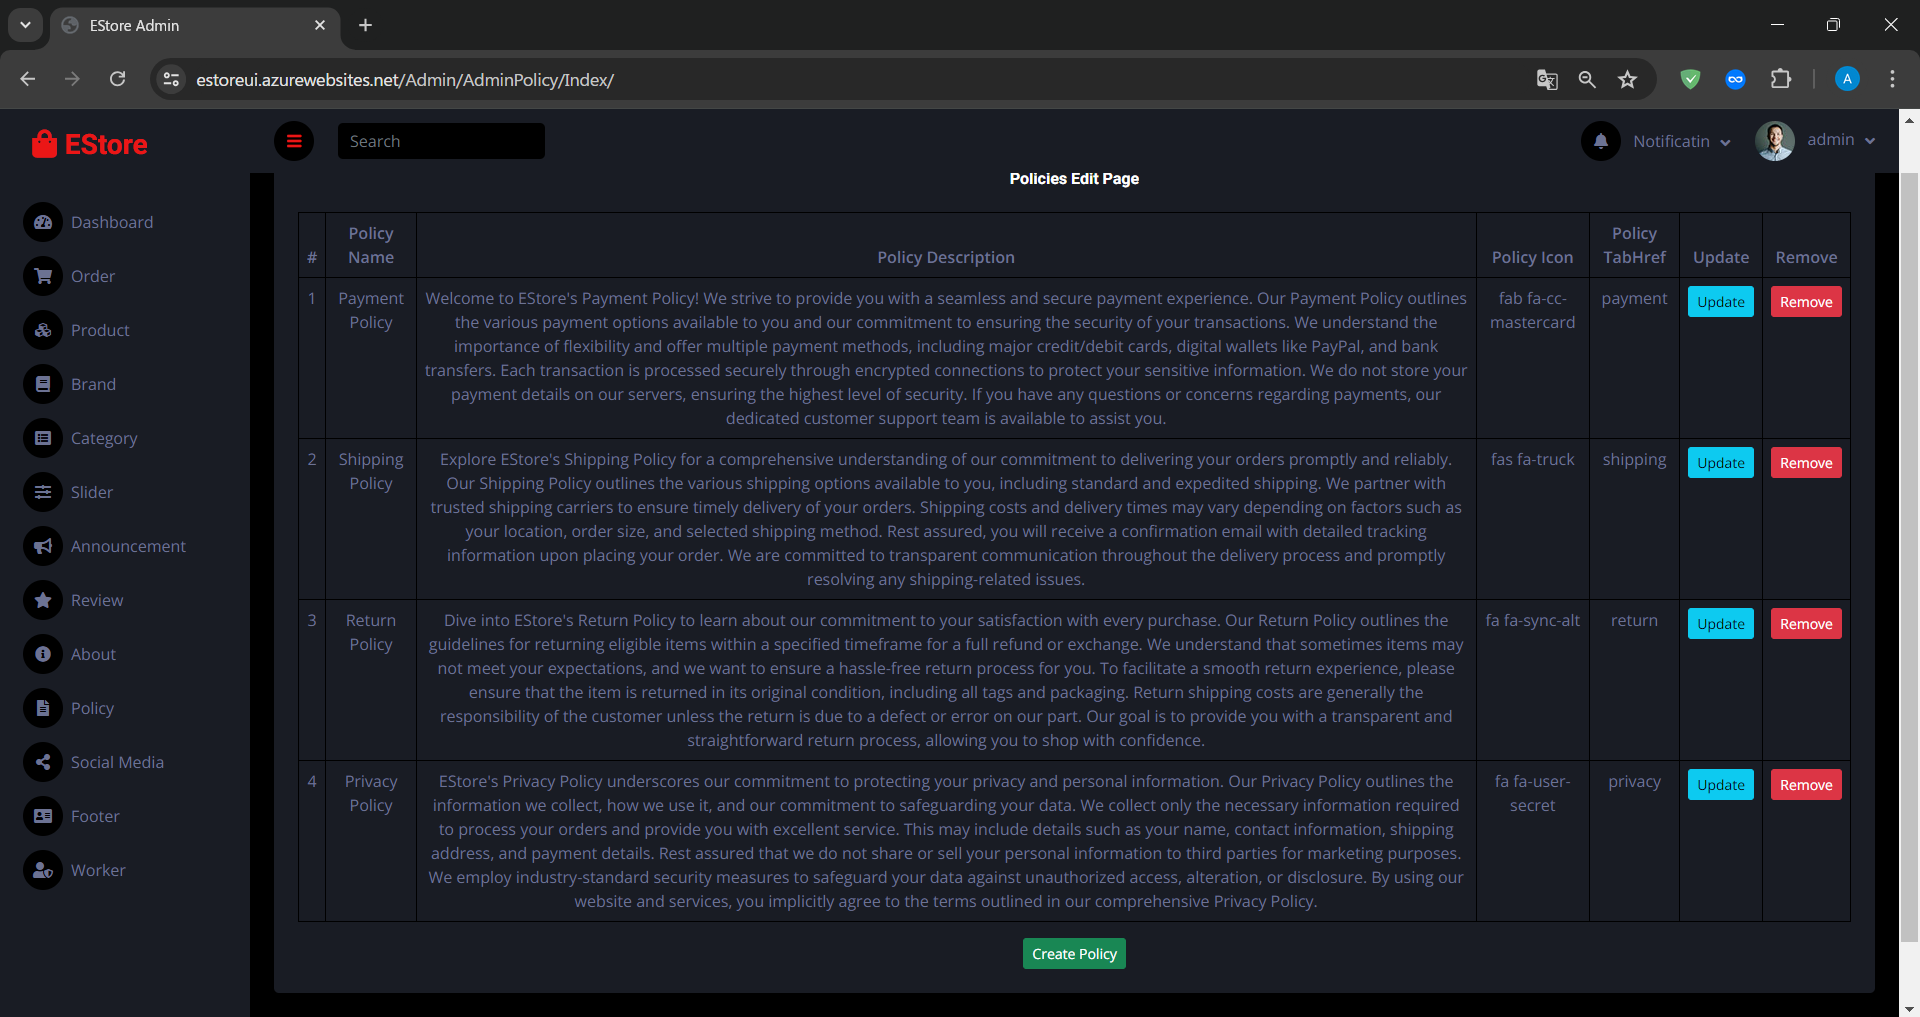 EStore Admin
estoreui.azurewebsites.net/Admin/AdminPolicy/Index/
A
EStore
Search
Notificatin
admin
Dashboard
Order
Product
Brand
Category
Slider
Announcement
Review
About
Policy
Social Media
Footer
Worker
Policies Edit Page
# Policy Name Policy Description Policy Icon Policy TabHref Update Remove
1
Payment
Policy
Welcome to EStore's Payment Policy! We strive to provide you with a seamless and secure payment experience. Our Payment Policy outlines
the various payment options available to you and our commitment to ensuring the security of your transactions. We understand the
importance of flexibility and offer multiple payment methods, including major credit/debit cards, digital wallets like PayPal, and bank
transfers. Each transaction is processed securely through encrypted connections to protect your sensitive information. We do not store your
payment details on our servers, ensuring the highest level of security. If you have any questions or concerns regarding payments, our
dedicated customer support team is available to assist you.
fab fa-cc-
mastercard
payment
Update
Remove
2
Shipping
Policy
Explore EStore's Shipping Policy for a comprehensive understanding of our commitment to delivering your orders promptly and reliably.
Our Shipping Policy outlines the various shipping options available to you, including standard and expedited shipping. We partner with
trusted shipping carriers to ensure timely delivery of your orders. Shipping costs and delivery times may vary depending on factors such as
your location, order size, and selected shipping method. Rest assured, you will receive a confirmation email with detailed tracking
information upon placing your order. We are committed to transparent communication throughout the delivery process and promptly
resolving any shipping-related issues.
fas fa-truck
shipping
Update
Remove
3
Return
Policy
Dive into EStore's Return Policy to learn about our commitment to your satisfaction with every purchase. Our Return Policy outlines the
guidelines for returning eligible items within a specified timeframe for a full refund or exchange. We understand that sometimes items may
not meet your expectations, and we want to ensure a hassle-free return process for you. To facilitate a smooth return experience, please
ensure that the item is returned in its original condition, including all tags and packaging. Return shipping costs are generally the
responsibility of the customer unless the return is due to a defect or error on our part. Our goal is to provide you with a transparent and
straightforward return process, allowing you to shop with confidence.
fa fa-sync-alt
return
Update
Remove
4
Privacy
Policy
EStore's Privacy Policy underscores our commitment to protecting your privacy and personal information. Our Privacy Policy outlines the
information we collect, how we use it, and our commitment to safeguarding your data. We collect only the necessary information required
to process your orders and provide you with excellent service. This may include details such as your name, contact information, shipping
address, and payment details. Rest assured that we do not share or sell your personal information to third parties for marketing purposes.
We employ industry-standard security measures to safeguard your data against unauthorized access, alteration, or disclosure. By using our
website and services, you implicitly agree to the terms outlined in our comprehensive Privacy Policy.
fa fa-user-
secret
privacy
Update
Remove
Create Policy